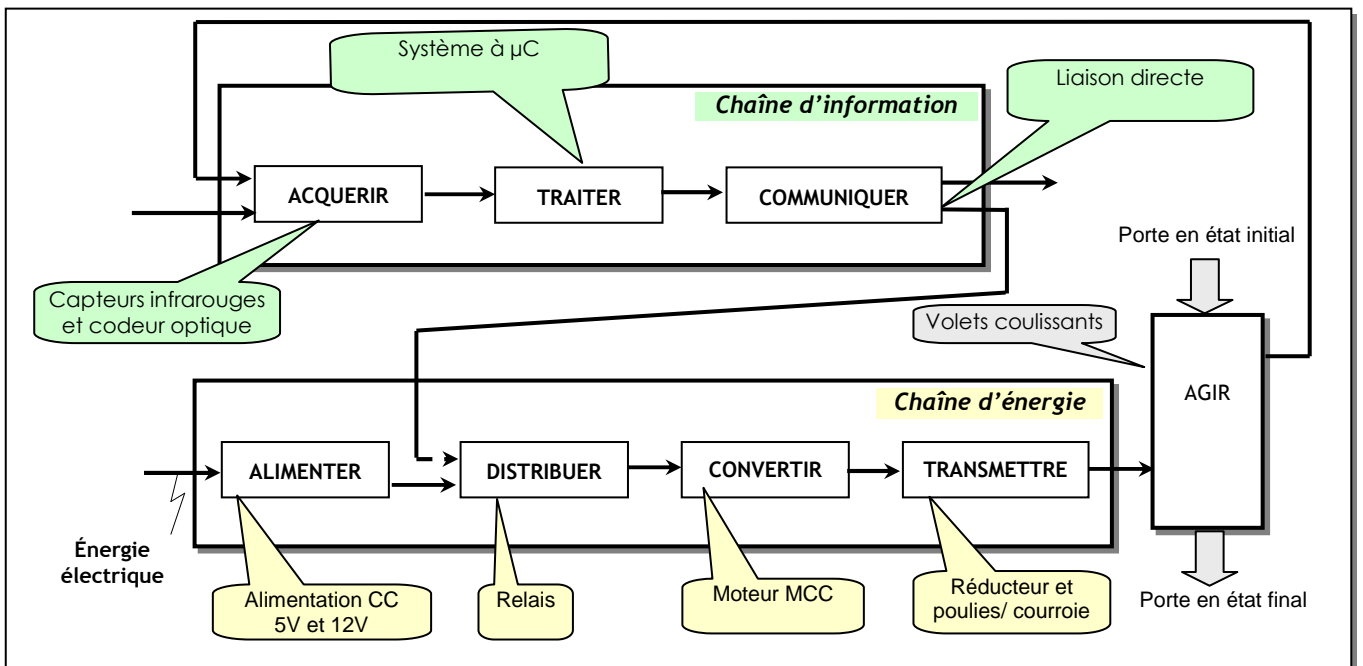 Système à µC
Liaison directe
Chaîne d'information
ACQUERIR
TRAITER
COMMUNIQUER
Porte en état initial
Capteurs infrarouges
et codeur optique
Volets coulissants
AGIR
Chaîne d'énergie
ALIMENTER
DISTRIBUER
CONVERTIR
TRANSMETTRE
Énergie
électrique
Alimentation CC
5V et 12V
Relais
Moteur MCC
Réducteur et
poulies/ courroie
Porte en état final